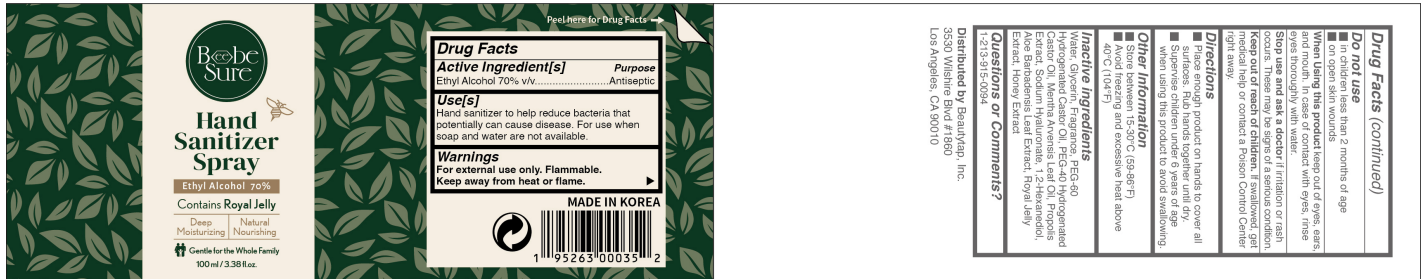 Peel here for Drug Facts →
Beebe
Sure
Hand
Sanitizer
Spray
Ethyl Alcohol 70%
Contains Royal Jelly
Deep
Moisturizing
Natural
Nourishing
Gentle for the Whole Family
100 ml / 3.38 fl.oz.
Drug Facts
Active Ingredient[s] Purpose
Ethyl Alcohol 70% v/v........................Antiseptic
Use[s]
Hand sanitizer to help reduce bacteria that
potentially can cause disease. For use when
soap and water are not available.
Warnings
For external use only. Flammable.
Keep away from heat or flame.
MADE IN KOREA
1 95263 00035 2
Drug Facts (continued)
Do not use
■ in children less than 2 months of age
■ on open skin wounds
When Using this product keep out of eyes, ears,
and mouth. In case of contact with eyes, rinse
eyes thoroughly with water.
Stop use and ask a doctor if irritation or rash
occurs. These may be signs of a serious condition.
Keep out of reach of children. If swallowed, get
medical help or contact a Poison Control Center
right away.
Directions
■ Place enough product on hands to cover all
surfaces. Rub hands together until dry.
■ Supervise children under 6 years of age
when using this product to avoid swallowing.
Other Information
■ Store between 15-30°C (59-86°F)
■ Avoid freezing and excessive heat above
40°C (104°F)
Inactive ingredients
Water, Glycerin, Fragrance, PEG-60
Hydrogenated Castor Oil, PEG-40 Hydrogenated
Castor Oil, Mentha Arvensis Leaf Oil, Propolis
Extract, Sodium Hyaluronate, 1,2-Hexanediol,
Aloe Barbadensis Leaf Extract, Royal Jelly
Extract, Honey Extract
Questions or Comments?
1-213-915-0094
Distributed by Beautytap, Inc.
3530 Wilshire Blvd #1860
Los Angeles, CA 90010